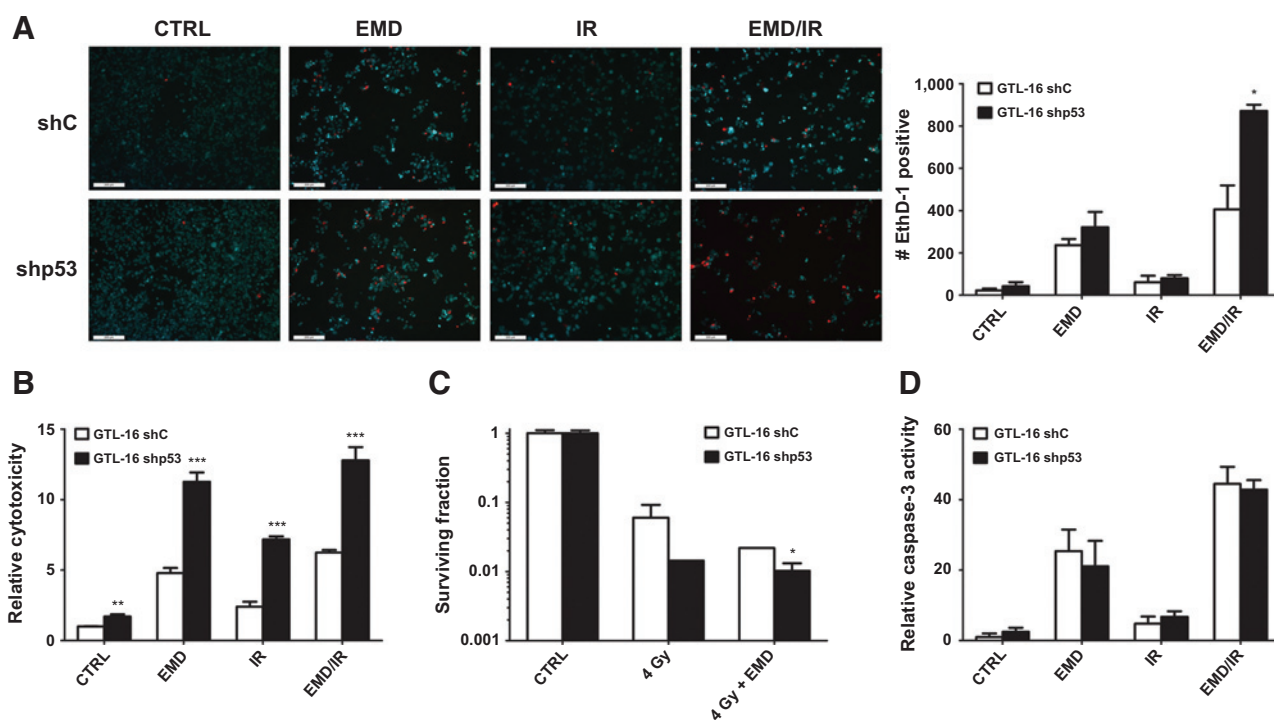 A
CTRL
EMD
IR
EMD/IR
shC
shp53
# EthD-1 positive
1,000
800
600
400
200
0
GTL-16 shC
GTL-16 shp53
*
CTRL
EMD
IR
EMD/IR
B
Relative cytotoxicity
15
10
5
0
GTL-16 shC
GTL-16 shp53
**
***
***
***
CTRL
EMD
IR
EMD/IR
C
Surviving fraction
1
0.1
0.01
0.001
GTL-16 shC
GTL-16 shp53
*
CTRL
4 Gy
4 Gy + EMD
D
Relative caspase-3 activity
60
40
20
0
GTL-16 shC
GTL-16 shp53
CTRL
EMD
IR
EMD/IR